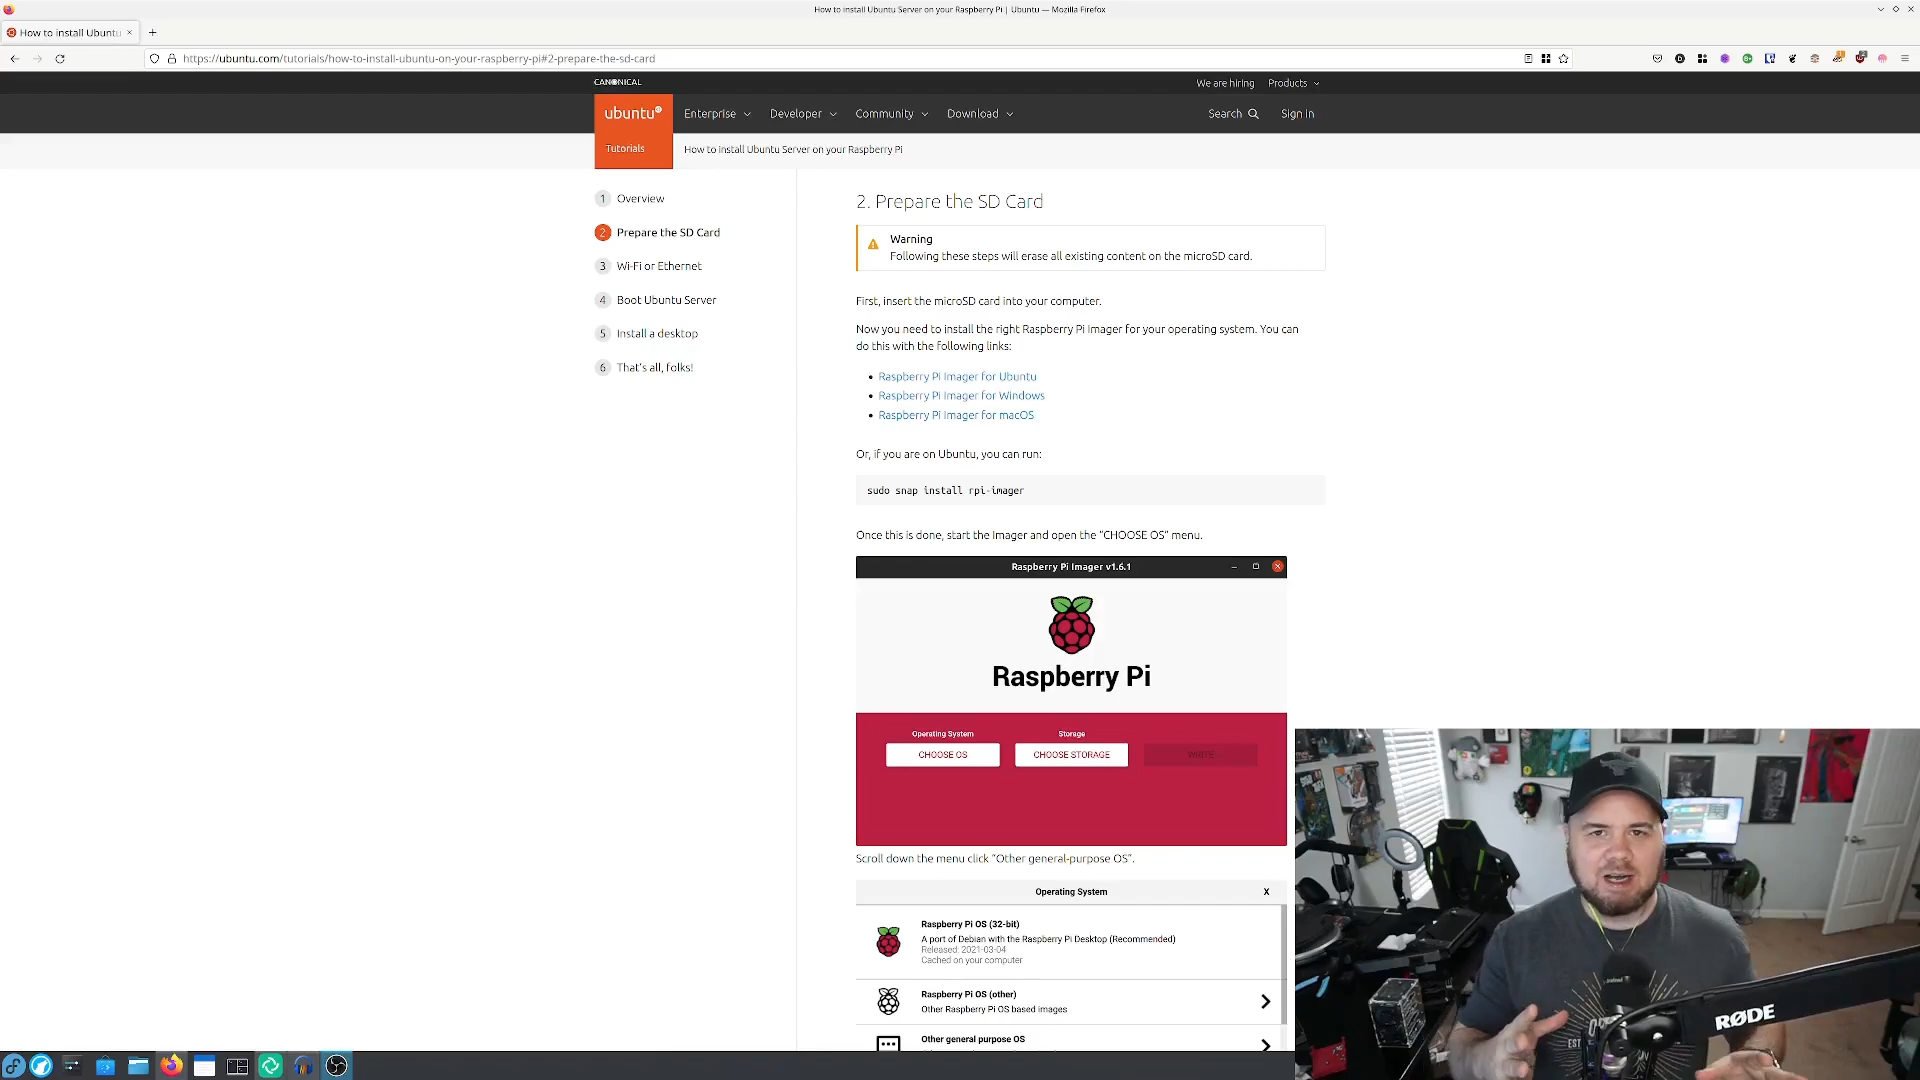 How to install Ubuntu Server on your Raspberry Pi | Ubuntu — Mozilla Firefox
How to install Ubuntu
https://ubuntu.com/tutorials/how-to-install-ubuntu-on-your-raspberry-pi#2-prepare-the-sd-card
CANONICAL
We are hiring
Products
ubuntu
Enterprise
Developer
Community
Download
Search
Sign in
Tutorials
How to install Ubuntu Server on your Raspberry Pi
1 Overview
2 Prepare the SD Card
3 Wi-Fi or Ethernet
4 Boot Ubuntu Server
5 Install a desktop
6 That's all, folks!
2. Prepare the SD Card
Warning
Following these steps will erase all existing content on the microSD card.
First, insert the microSD card into your computer.
Now you need to install the right Raspberry Pi Imager for your operating system. You can
do this with the following links:
Raspberry Pi Imager for Ubuntu
Raspberry Pi Imager for Windows
Raspberry Pi Imager for macOS
Or, if you are on Ubuntu, you can run:
sudo snap install rpi-imager
Once this is done, start the Imager and open the "CHOOSE OS" menu.
Raspberry Pi Imager v1.6.1
Raspberry Pi
Operating System
Storage
CHOOSE OS
CHOOSE STORAGE
WRITE
Scroll down the menu click "Other general-purpose OS".
Operating System
X
Raspberry Pi OS (32-bit)
A port of Debian with the Raspberry Pi Desktop (Recommended)
Released: 2021-03-04
Cached on your computer
Raspberry Pi OS (other)
Other Raspberry Pi OS based images
Other general purpose OS
RØDE